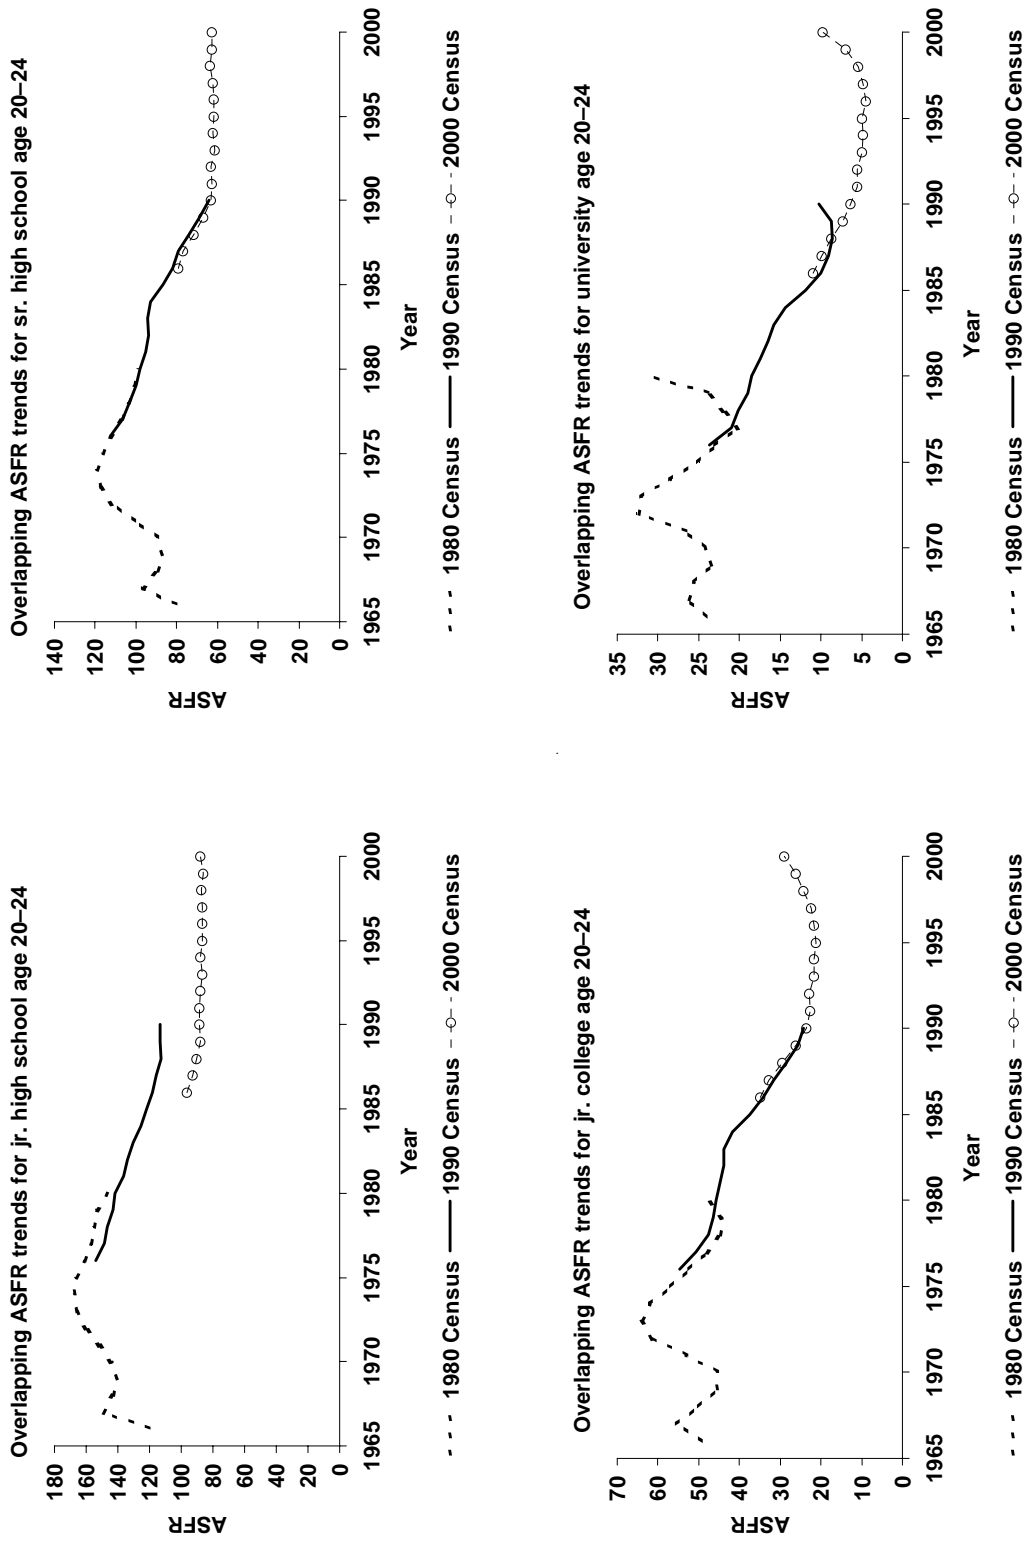 Overlapping ASFR trends for jr. high school age 20–24
180
160
140
120
100
80
60
40
20
0
ASFR
1965
1970
1975
1980
1985
1990
1995
2000
Year
1980 Census
1990 Census
2000 Census
Overlapping ASFR trends for sr. high school age 20–24
140
120
100
80
60
40
20
0
ASFR
1965
1970
1975
1980
1985
1990
1995
2000
Year
1980 Census
1990 Census
2000 Census
Overlapping ASFR trends for jr. college age 20–24
70
60
50
40
30
20
10
0
ASFR
1965
1970
1975
1980
1985
1990
1995
2000
Year
1980 Census
1990 Census
2000 Census
Overlapping ASFR trends for university age 20–24
35
30
25
20
15
10
5
0
ASFR
1965
1970
1975
1980
1985
1990
1995
2000
Year
1980 Census
1990 Census
2000 Census